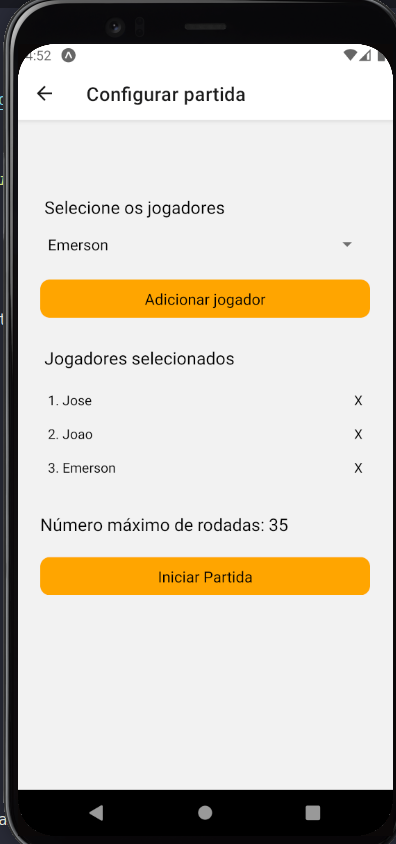 4:52
Configurar partida
Selecione os jogadores
Emerson
Adicionar jogador
Jogadores selecionados
1. Jose X
2. Joao X
3. Emerson X
Número máximo de rodadas: 35
Iniciar Partida